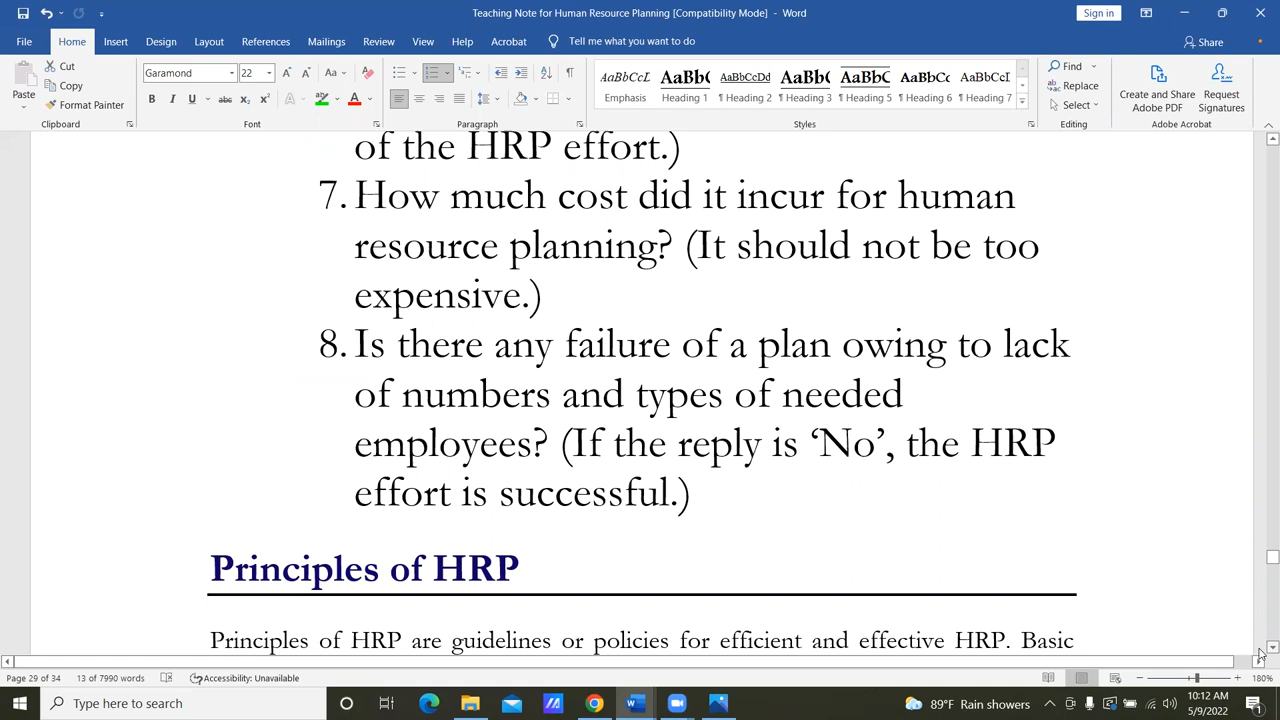 Teaching Note for Human Resource Planning [Compatibility Mode] - Word
Sign in
File Home Insert Design Layout References Mailings Review View Help Acrobat Tell me what you want to do Share
Paste Cut Copy Format Painter
Garamond 22
AaBbCcL Emphasis AaBbC Heading 1 AaBbCcDd ¶ Heading 2 AaBbC ¶ Heading 3 AaBbC ¶ Heading 5 AaBbCc ¶ Heading 6 AaBbCcD ¶ Heading 7
Find Replace Select
Create and Share Adobe PDF Request Signatures
Clipboard Font Paragraph Styles Editing Adobe Acrobat
of the HRP effort.)
7. How much cost did it incur for human
resource planning? (It should not be too
expensive.)
8. Is there any failure of a plan owing to lack
of numbers and types of needed
employees? (If the reply is ‘No’, the HRP
effort is successful.)
Principles of HRP
Principles of HRP are guidelines or policies for efficient and effective HRP. Basic
Page 29 of 34 13 of 7990 words Accessibility: Unavailable 180%
Type here to search
89°F Rain showers
10:12 AM
5/9/2022